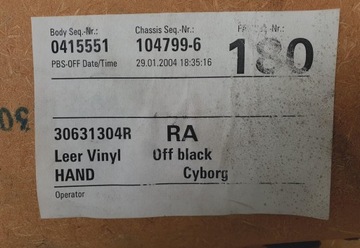 Body Seq.-Nr.: Chassis Seq.-Nr.:
0415551 104799-6 180
PBS-OFF Date/Time 29.01.2004 18:35:16
30631304R RA
Leer Vinyl Off black
HAND Cyborg
Operator